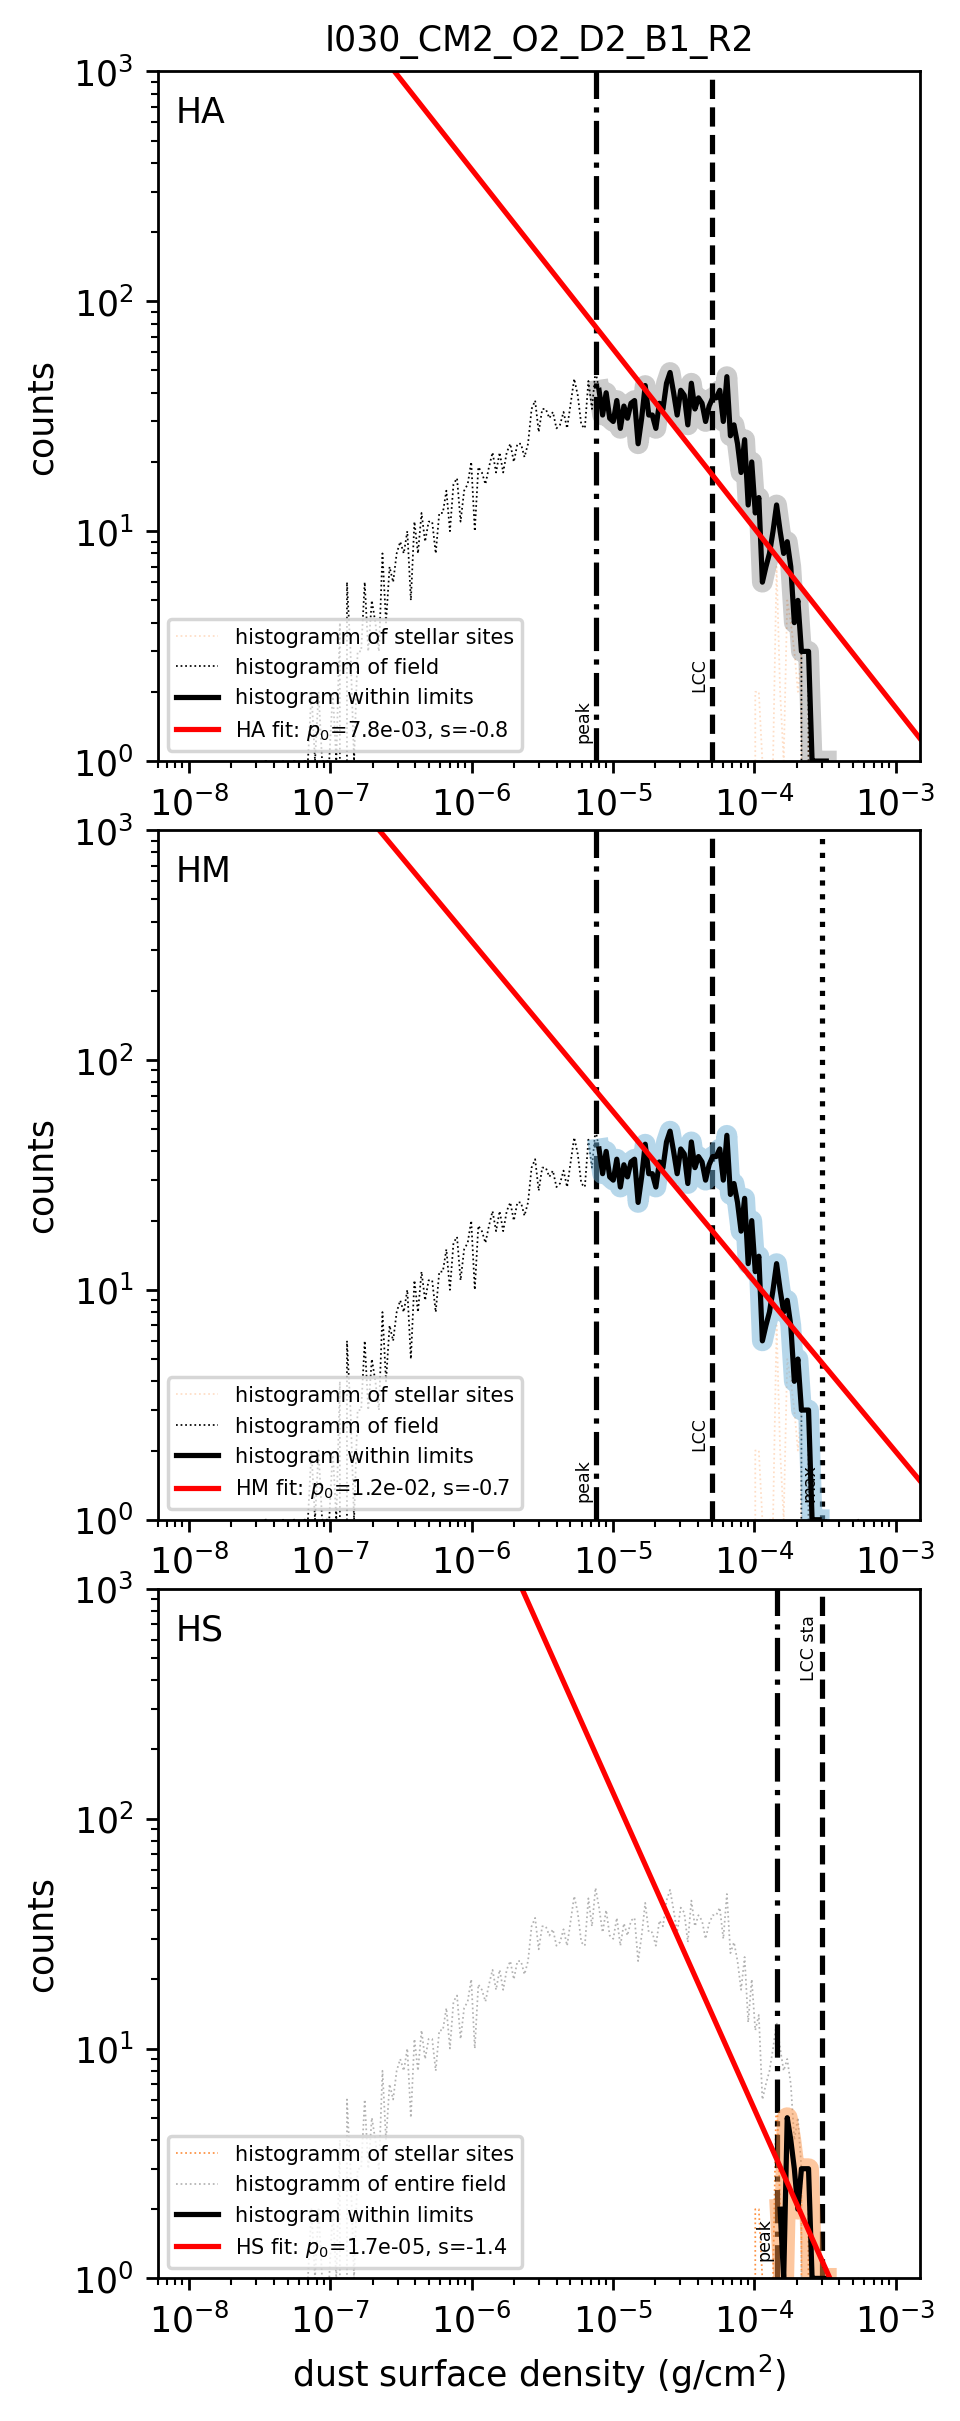 I030_CM2_O2_D2_B1_R2
10³
HA
10²
counts
10¹
LCC
peak
histogramm of stellar sites
histogramm of field
histogram within limits
HA fit: p₀=7.8e-03, s=-0.8
10⁰
10⁻⁸ 10⁻⁷ 10⁻⁶ 10⁻⁵ 10⁻⁴ 10⁻³
10³
HM
10²
counts
10¹
LCC
peak
max
histogramm of stellar sites
histogramm of field
histogram within limits
HM fit: p₀=1.2e-02, s=-0.7
10⁰
10⁻⁸ 10⁻⁷ 10⁻⁶ 10⁻⁵ 10⁻⁴ 10⁻³
10³
HS
LCC sta
10²
counts
10¹
peak
histogramm of stellar sites
histogramm of entire field
histogram within limits
HS fit: p₀=1.7e-05, s=-1.4
10⁰
10⁻⁸ 10⁻⁷ 10⁻⁶ 10⁻⁵ 10⁻⁴ 10⁻³
dust surface density (g/cm²)